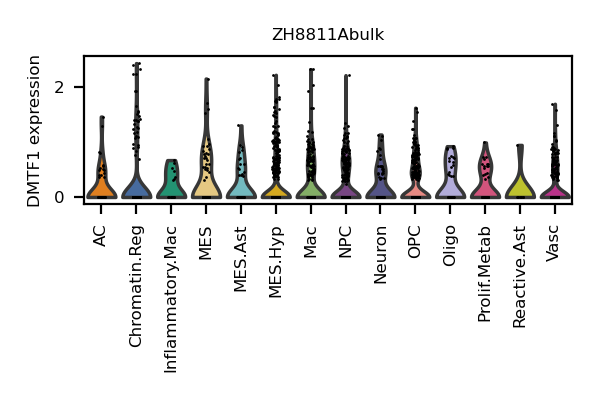 ZH8811Abulk
DMTF1 expression
2
0
AC
Chromatin.Reg
Inflammatory.Mac
MES
MES.Ast
MES.Hyp
Mac
NPC
Neuron
OPC
Oligo
Prolif.Metab
Reactive.Ast
Vasc